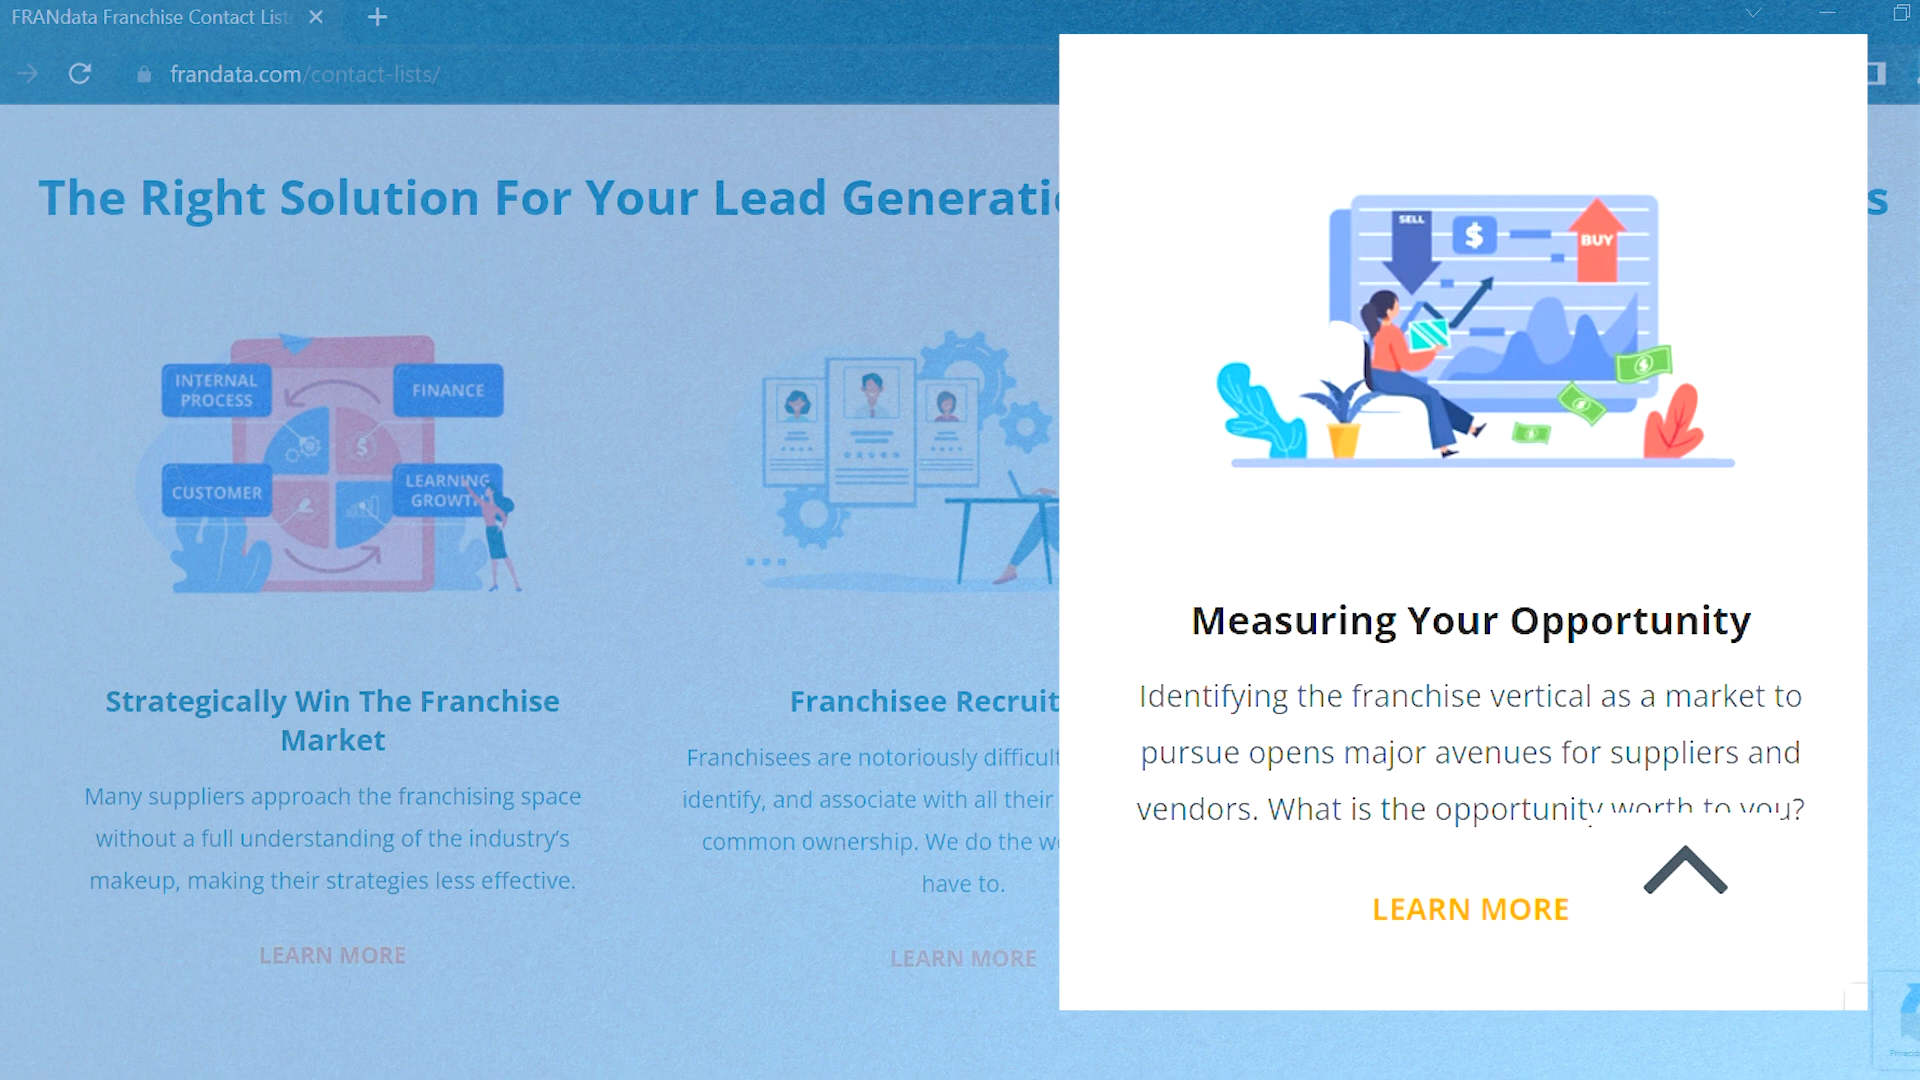 FRANdata Franchise Contact List
frandata.com/contact-lists/
The Right Solution For Your Lead
INTERNAL
PROCESS
FINANCE
CUSTOMER
LEARNING
Strategically Win The Franchise
Market
Many suppliers approach the franchising space
without a full understanding of the industry's
makeup, making their strategies less effective.
LEARN MORE
Franchisee Recruit
Franchisees are notoriously difficult
identify, and associate with all their
common ownership. We do the
have to.
LEARN MORE
SELL
$
BUY
Measuring Your Opportunity
Identifying the franchise vertical as a market to
pursue opens major avenues for suppliers and
vendors. What is the opportunity worth to you?
LEARN MORE